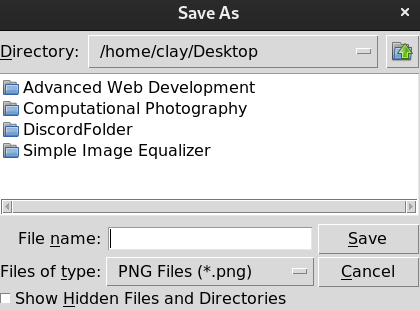 Save As
Directory: /home/clay/Desktop
Advanced Web Development
Computational Photography
DiscordFolder
Simple Image Equalizer
File name: Save
Files of type: PNG Files (*.png) Cancel
Show Hidden Files and Directories